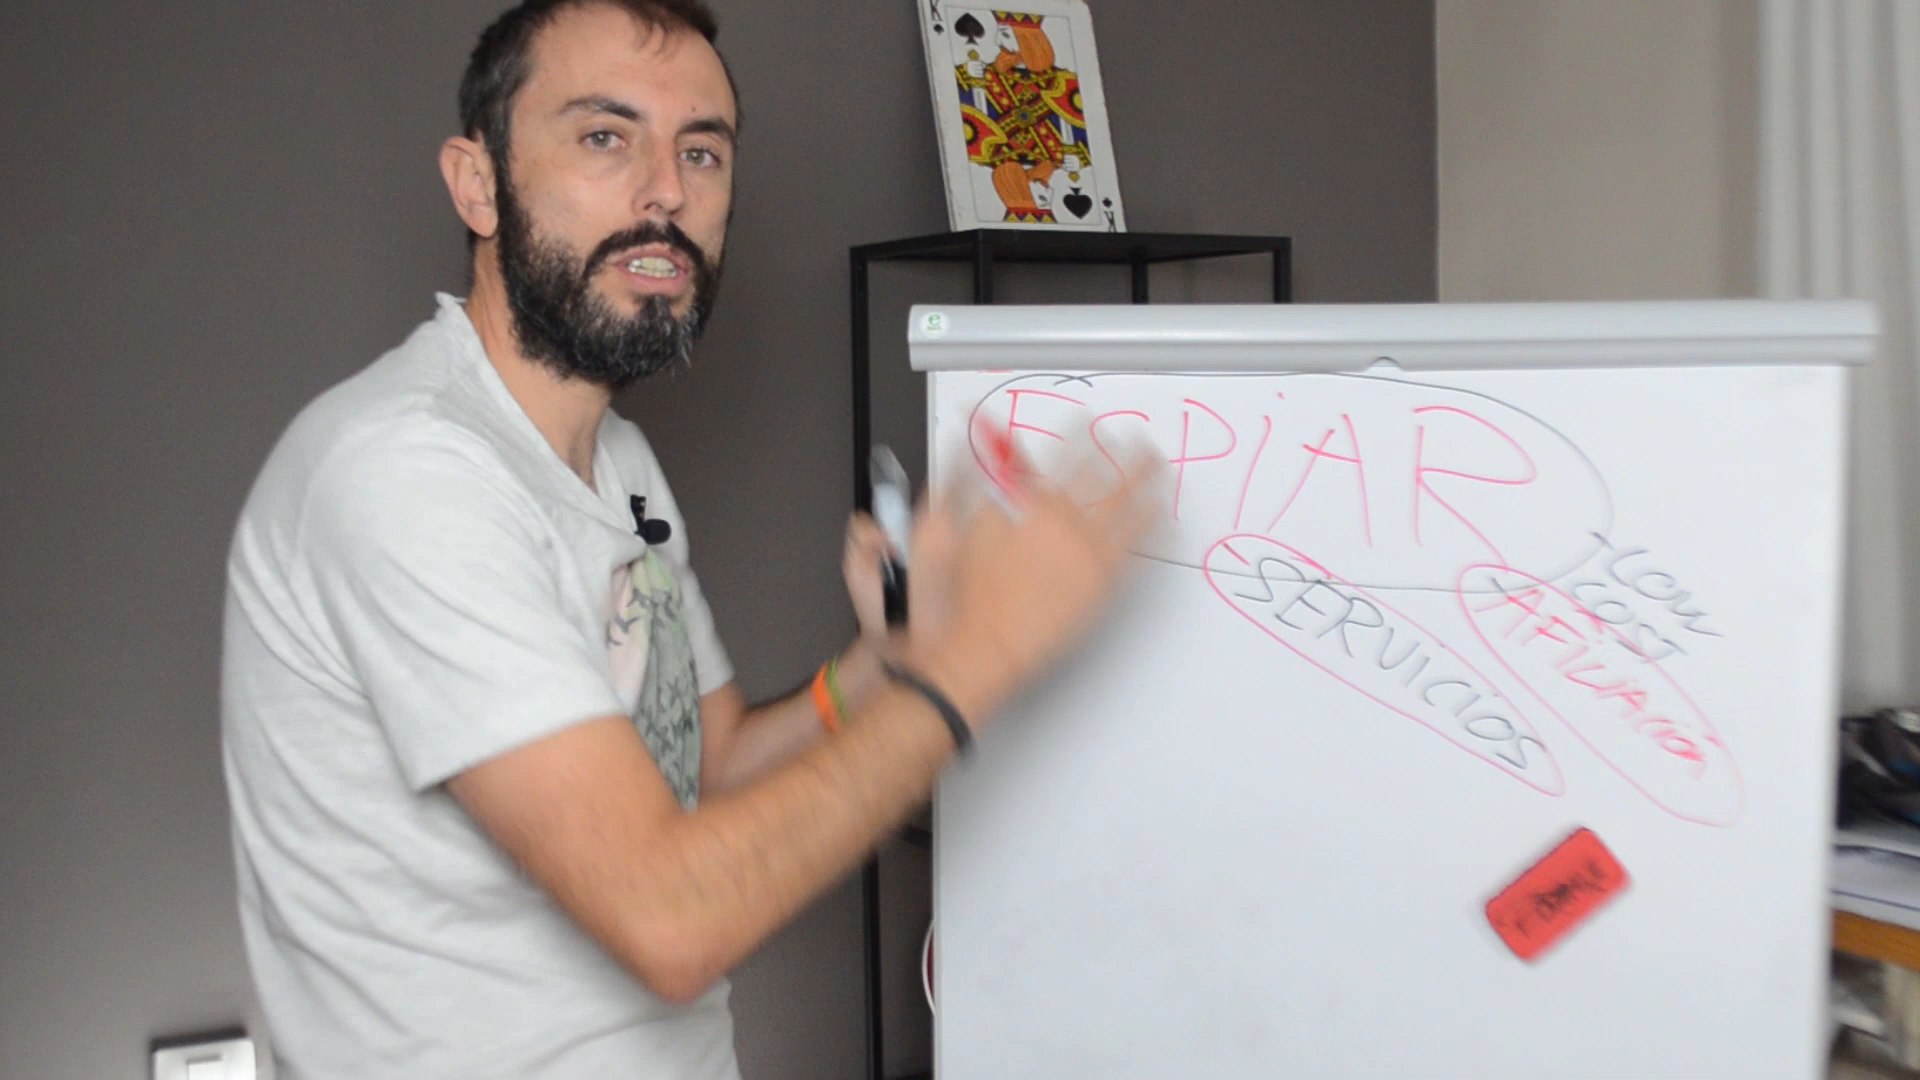 K
ESPiAR
LOW
COST
SERVICIOS
AFiLiACiÓN
K